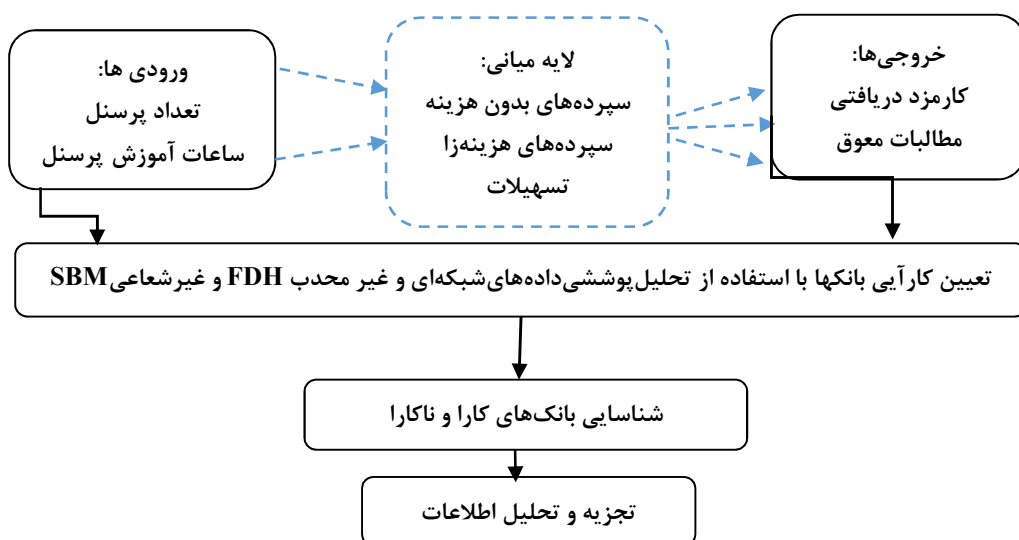 ورودی ها:
تعداد پرسنل
ساعات آموزش پرسنل
لایه میانی:
سپرده‌های بدون هزینه
سپرده‌های هزینه‌زا
تسهیلات
خروجی‌ها:
کارمزد دریافتی
مطالبات معوق
تعیین کارآیی بانکها با استفاده از تحلیل‌پوششی‌داده‌های‌شبکه‌ای و غیر محدب FDH و غیرشعاعی SBM
شناسایی بانک‌های کارا و ناکارا
تجزیه و تحلیل اطلاعات